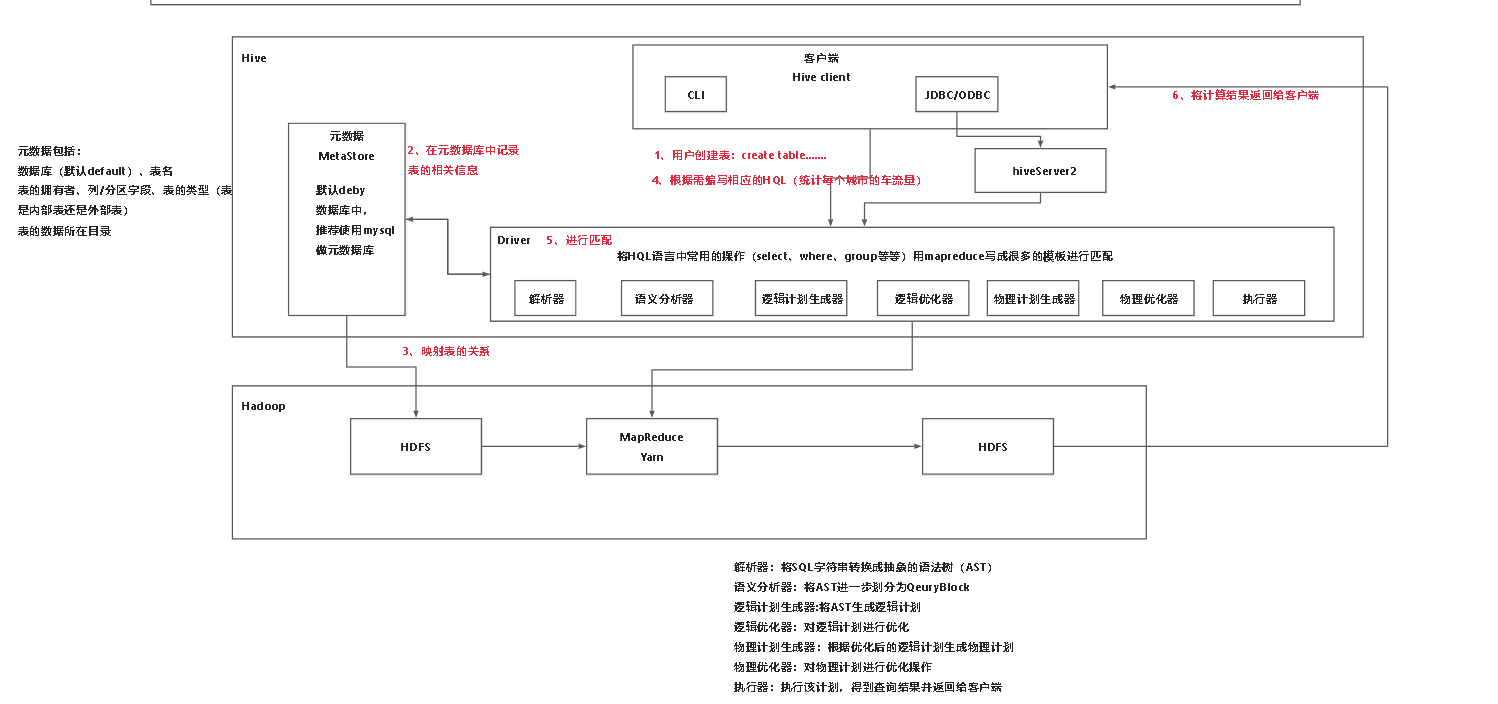 Hive
客户端
Hive client
CLI
JDBC/ODBC
6、将计算结果返回给客户端
元数据
MetaStore
默认deby
数据库中，
推荐使用mysql
做元数据库
2、在元数据库中记录
表的相关信息
元数据包括：
数据库（默认default）、表名
表的拥有者、列/分区字段、表的类型（表
是内部表还是外部表）
表的数据所在目录
1、用户创建表：create table.......
4、根据需编写相应的HQL（统计每个城市的车流量）
hiveServer2
Driver
5、进行匹配
将HQL语言中常用的操作（select、where、group等等）用mapreduce写成很多的模板进行匹配
解析器
语义分析器
逻辑计划生成器
逻辑优化器
物理计划生成器
物理优化器
执行器
3、映射表的关系
Hadoop
HDFS
MapReduce
Yarn
HDFS
解析器：将SQL字符串转换成抽象的语法树（AST）
语义分析器：将AST进一步划分为QeuryBlock
逻辑计划生成器:将AST生成逻辑计划
逻辑优化器：对逻辑计划进行优化
物理计划生成器：根据优化后的逻辑计划生成物理计划
物理优化器：对物理计划进行优化操作
执行器：执行该计划，得到查询结果并返回给客户端